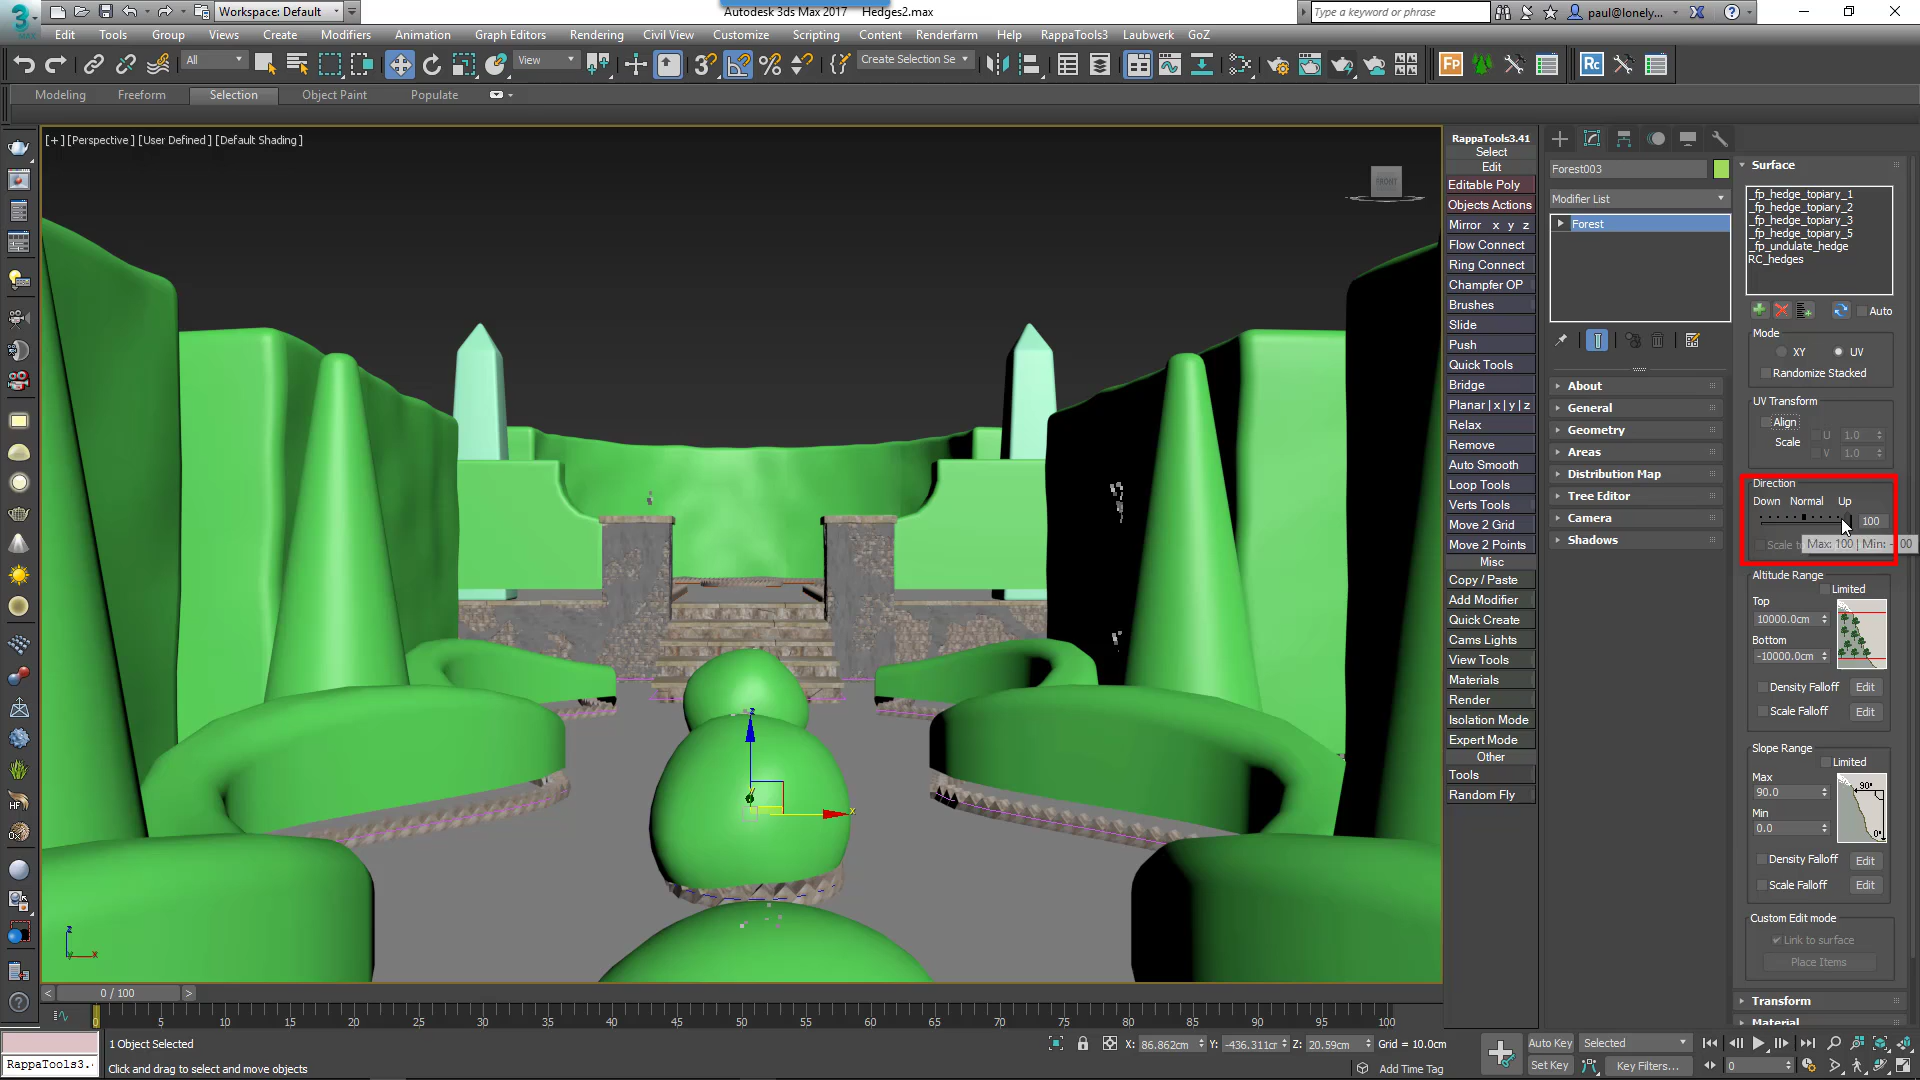 Workspace: Default
Autodesk 3ds Max 2017 Hedges2.max
Type a keyword or phrase
paul@lonely...
3
MAX
Edit Tools Group Views Create Modifiers Animation Graph Editors Rendering Civil View Customize Scripting Content Renderfarm Help RappaTools3 Laubwerk GoZ
All
View
Create Selection Se
Fp
Rc
Modeling Freeform Selection Object Paint Populate
[+] [Perspective] [User Defined] [Default Shading]
FRONT
RappaTools3.41
Select
Edit
Editable Poly
Objects Actions
Mirror x y z
Flow Connect
Ring Connect
Champfer OP
Brushes
Slide
Push
Quick Tools
Bridge
Planar | x | y | z
Relax
Remove
Auto Smooth
Loop Tools
Verts Tools
Move 2 Grid
Move 2 Points
Misc
Copy / Paste
Add Modifier
Quick Create
Cams Lights
View Tools
Materials
Render
Isolation Mode
Expert Mode
Other
Tools
Random Fly
Forest003
Modifier List
Forest
About
General
Geometry
Areas
Distribution Map
Tree Editor
Camera
Shadows
Surface
_fp_hedge_topiary_1
_fp_hedge_topiary_2
_fp_hedge_topiary_3
_fp_hedge_topiary_5
_fp_undulate_hedge
RC_hedges
Auto
Mode
XY UV
Randomize Stacked
UV Transform
Align
Scale U 1.0
V 1.0
Direction
Down Normal Up
100
Max: 100 | Min: -100
Altitude Range
Limited
Top
10000.0cm
Bottom
-10000.0cm
Density Falloff Edit
Scale Falloff Edit
Slope Range
Limited
Max
90.0
Min
0.0
90°
0°
Density Falloff Edit
Scale Falloff Edit
Custom Edit mode
Link to surface
Place Items
Transform
Material
HF
z
x
y
z
x
< 0 / 100 >
0 5 10 15 20 25 30 35 40 45 50 55 60 65 70 75 80 85 90 95 100
1 Object Selected
X: 86.862cm Y: -436.311cm Z: 20.59cm Grid = 10.0cm
Auto Key Selected
RappaTools3.
Click and drag to select and move objects
Add Time Tag
Set Key Key Filters...
0